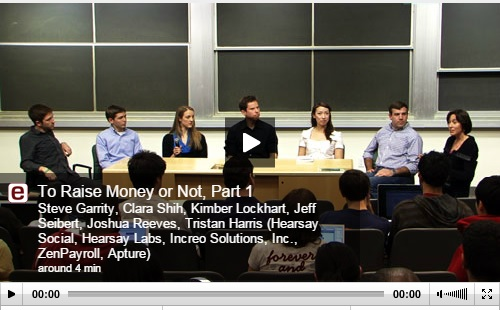 e To Raise Money or Not, Part 1
Steve Garrity, Clara Shih, Kimber Lockhart, Jeff
Seibert, Joshua Reeves, Tristan Harris (Hearsay
Social, Hearsay Labs, Increo Solutions, Inc.,
ZenPayroll, Apture)
around 4 min
forever
and
00:00 00:00